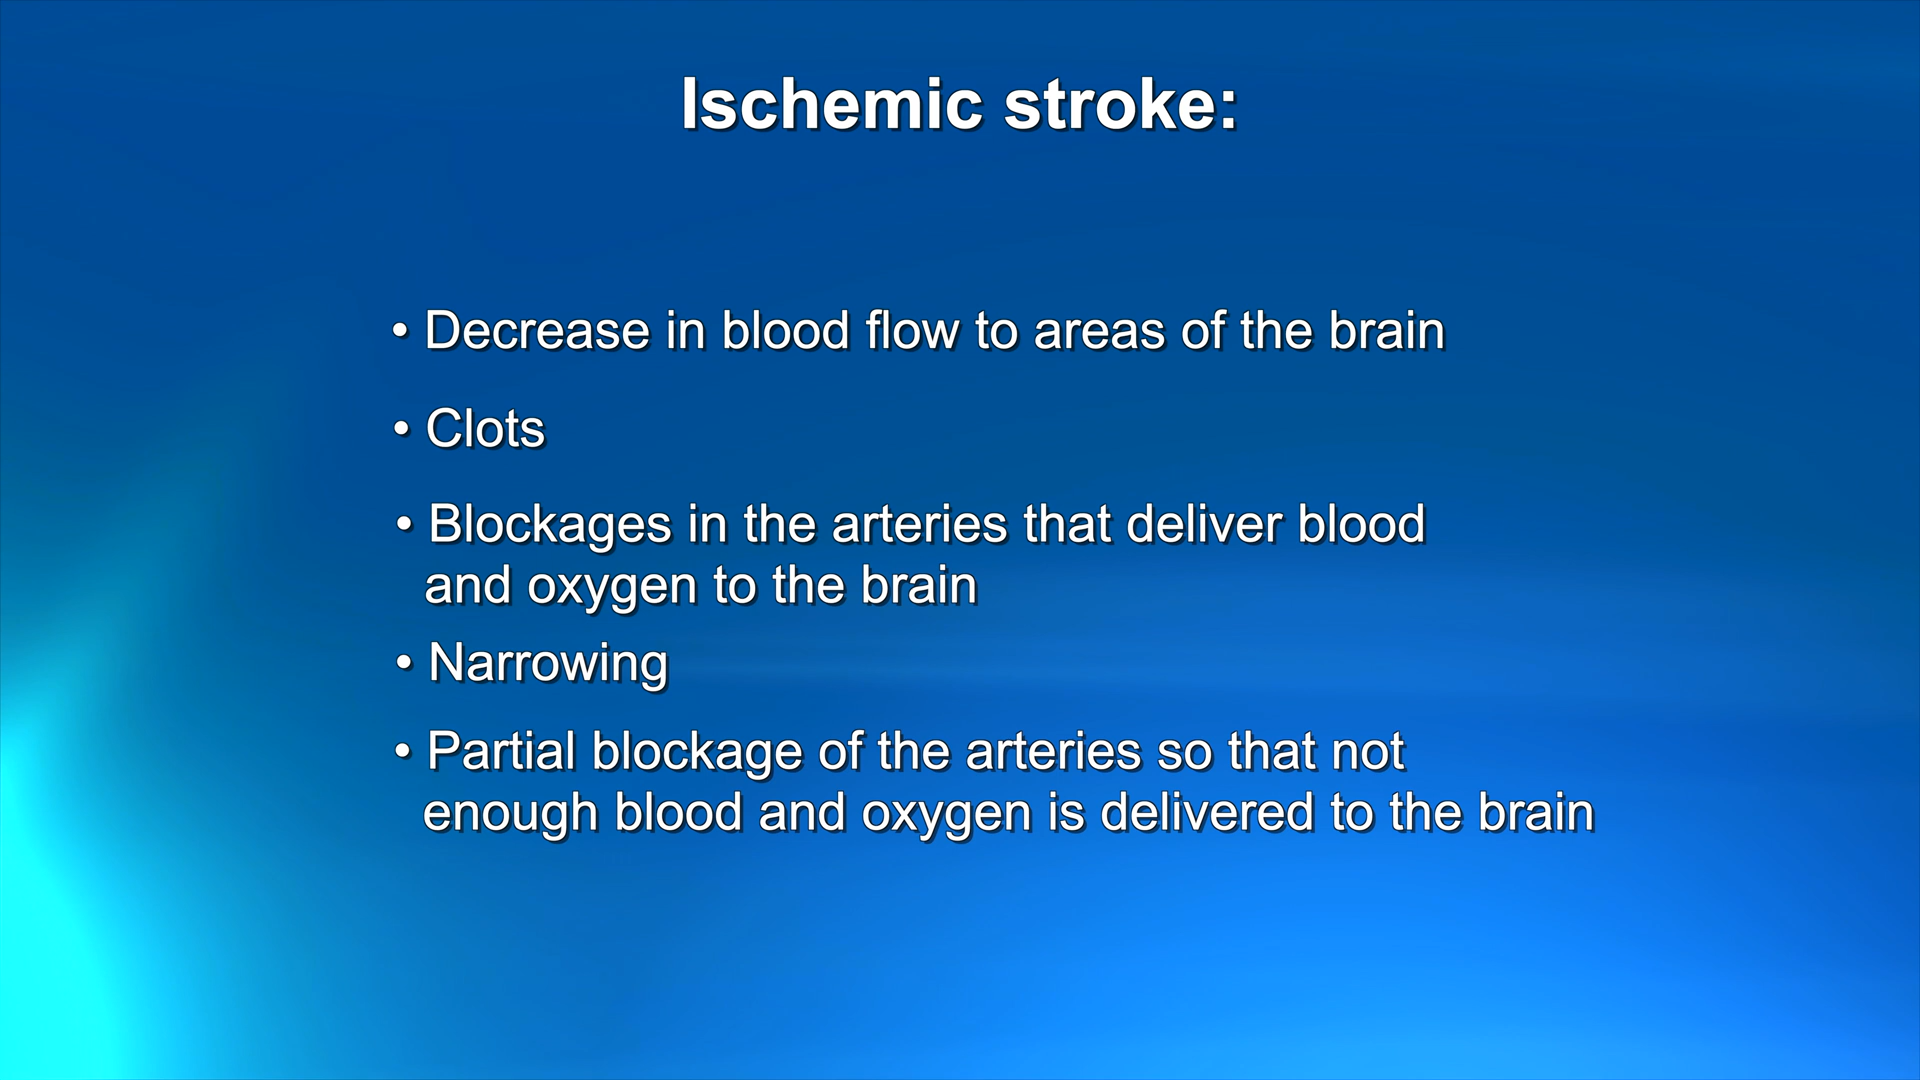 Ischemic stroke:
• Decrease in blood flow to areas of the brain
• Clots
• Blockages in the arteries that deliver blood
and oxygen to the brain
• Narrowing
• Partial blockage of the arteries so that not
enough blood and oxygen is delivered to the brain